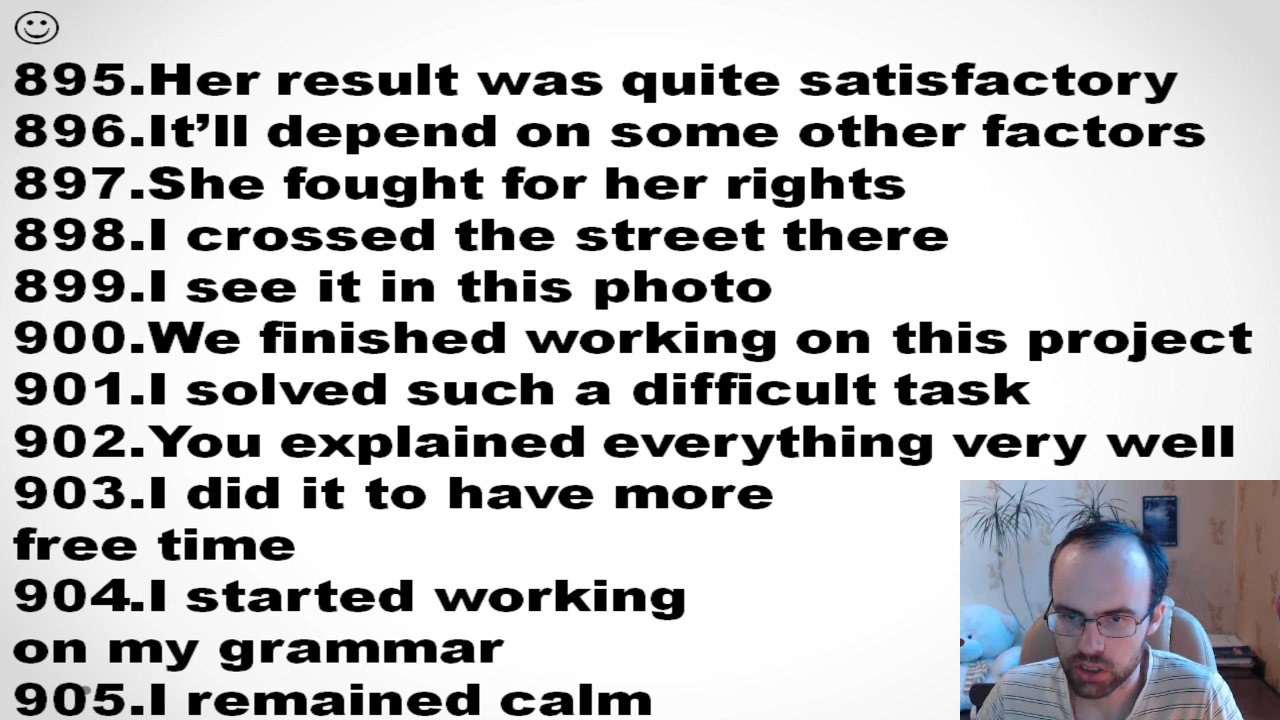 895.Her result was quite satisfactory
896.It’ll depend on some other factors
897.She fought for her rights
898.I crossed the street there
899.I see it in this photo
900.We finished working on this project
901.I solved such a difficult task
902.You explained everything very well
903.I did it to have more
free time
904.I started working
on my grammar
905.I remained calm